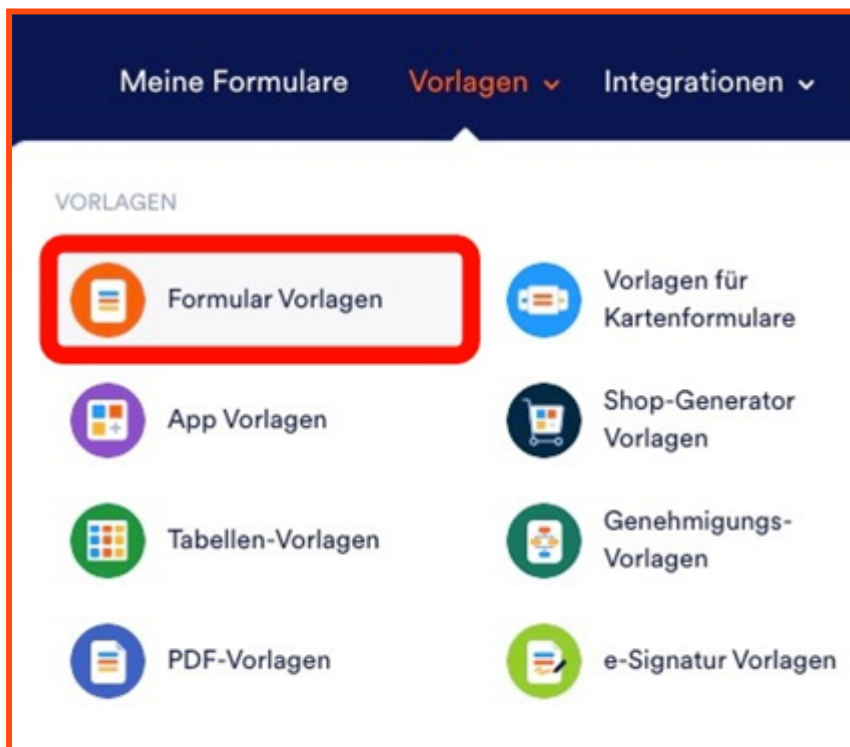 Meine Formulare
Vorlagen
Integrationen
VORLAGEN
Formular Vorlagen
Vorlagen für
Kartenformulare
App Vorlagen
Shop-Generator
Vorlagen
Tabellen-Vorlagen
Genehmigungs-
Vorlagen
PDF-Vorlagen
e-Signatur Vorlagen